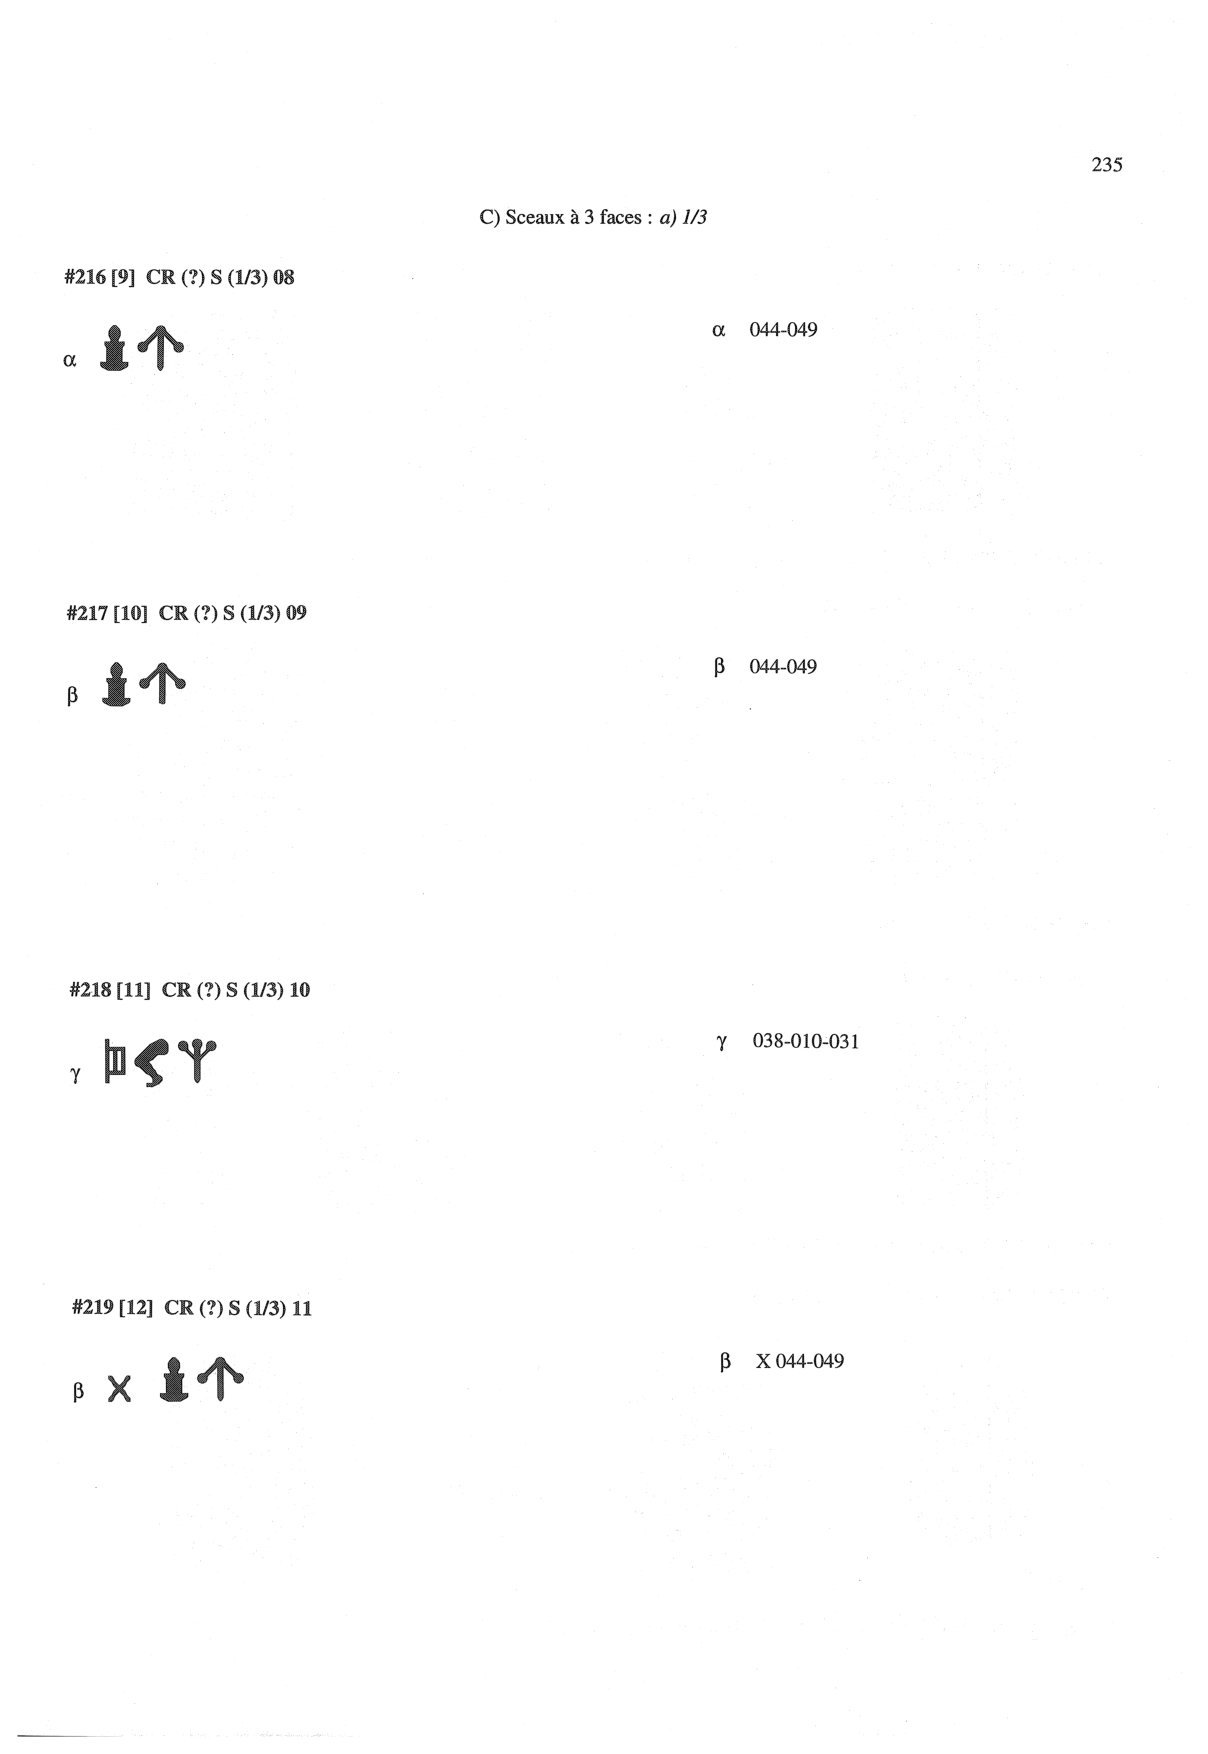 235
C) Sceaux à 3 faces : a) 1/3
#216 [9] CR (?) S (1/3) 08
α
α 044-049
#217 [10] CR (?) S (1/3) 09
β
β 044-049
#218 [11] CR (?) S (1/3) 10
γ
γ 038-010-031
#219 [12] CR (?) S (1/3) 11
β X
β X 044-049